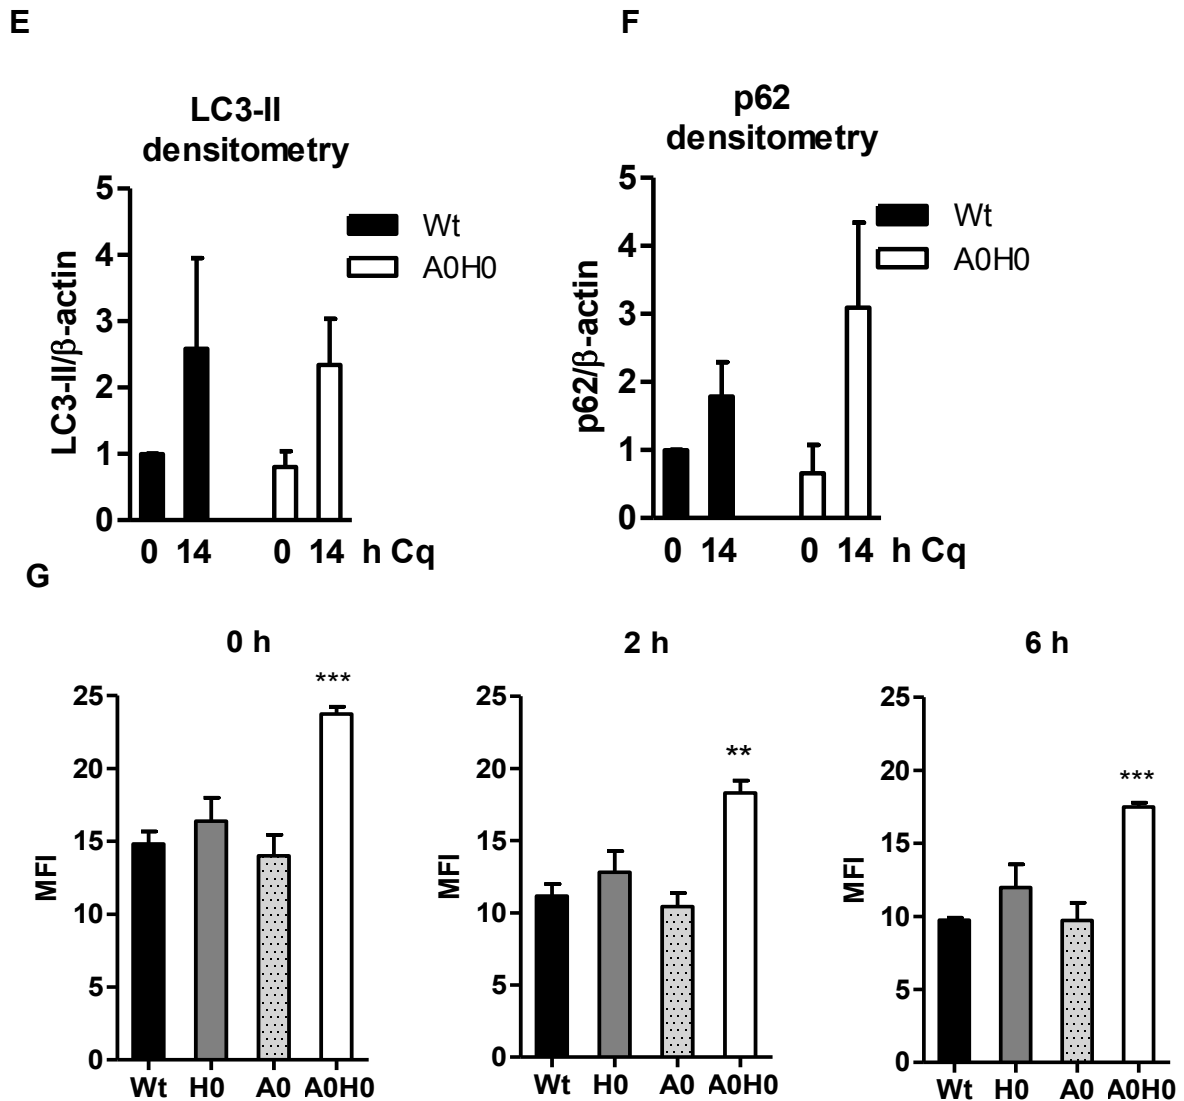 E
F
LC3-II
densitometry
p62
densitometry
5
4
3
2
1
0
LC3-II/β-actin
Wt
A0H0
0 14 0 14 h Cq
5
4
3
2
1
0
p62/β-actin
Wt
A0H0
0 14 0 14 h Cq
G
0 h
25
20
15
10
5
0
MFI
***
Wt H0 A0 A0H0
2 h
25
20
15
10
5
0
MFI
**
Wt H0 A0 A0H0
6 h
25
20
15
10
5
0
MFI
***
Wt H0 A0 A0H0